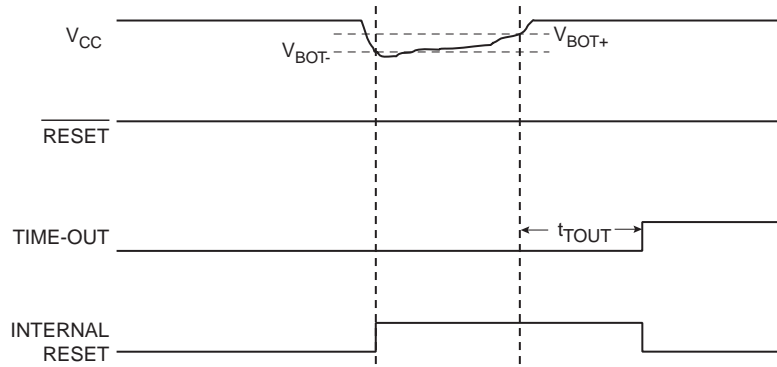 VCC
VBOT-
VBOT+
RESET
TIME-OUT
tTOUT
INTERNAL
RESET